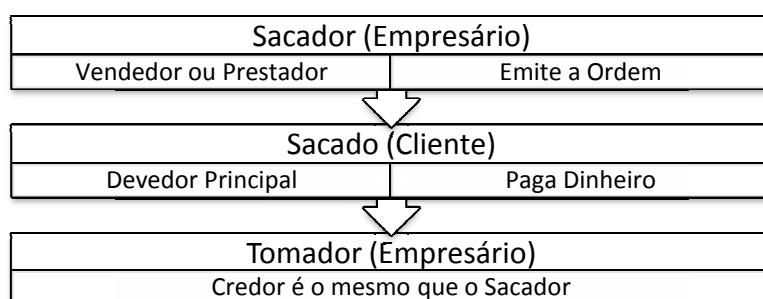 Sacador (Empresário)
Vendedor ou Prestador Emite a Ordem
Sacado (Cliente)
Devedor Principal Paga Dinheiro
Tomador (Empresário)
Credor é o mesmo que o Sacador